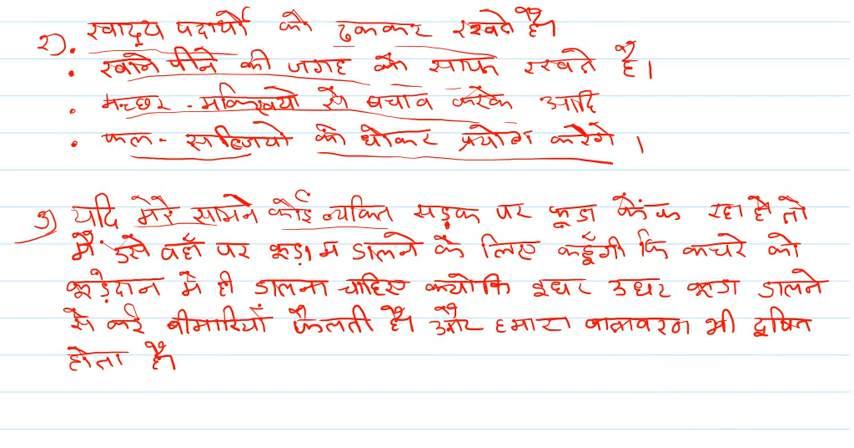 2). खाद्य पदार्थो को ढककर रखते है।
• खाने पीने की जगह को साफ रखते है।
• मच्छर - मक्खियो से बचाव करके आदि
• फल - सब्जियो को धोकर प्रयोग करेगे ।
3) यदि मेरे सामने कोई व्यक्ति सड़क पर कूडा फेंक रहा है तो
मैं उसे वहाँ पर कूड़ा न डालने के लिए कहूँगी कि कचरे को
कूड़ेदान मे ही डालना चाहिए क्योकि इधर उधर कूडा डालने
से कई बीमारियाँ फैलती है। और हमारा वातावरण भी दूषित
होता है।